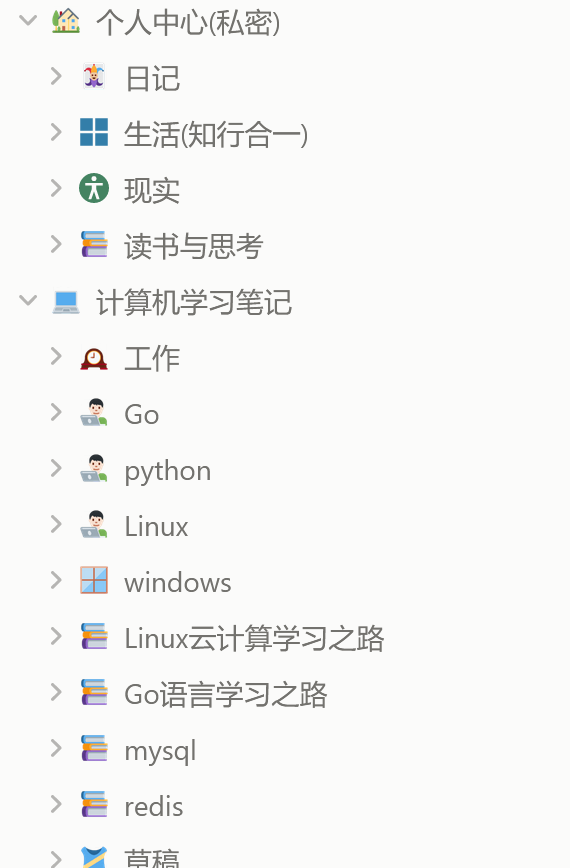 个人中心(私密)
日记
生活(知行合一)
现实
读书与思考
计算机学习笔记
工作
Go
python
Linux
windows
Linux云计算学习之路
Go语言学习之路
mysql
redis
草稿